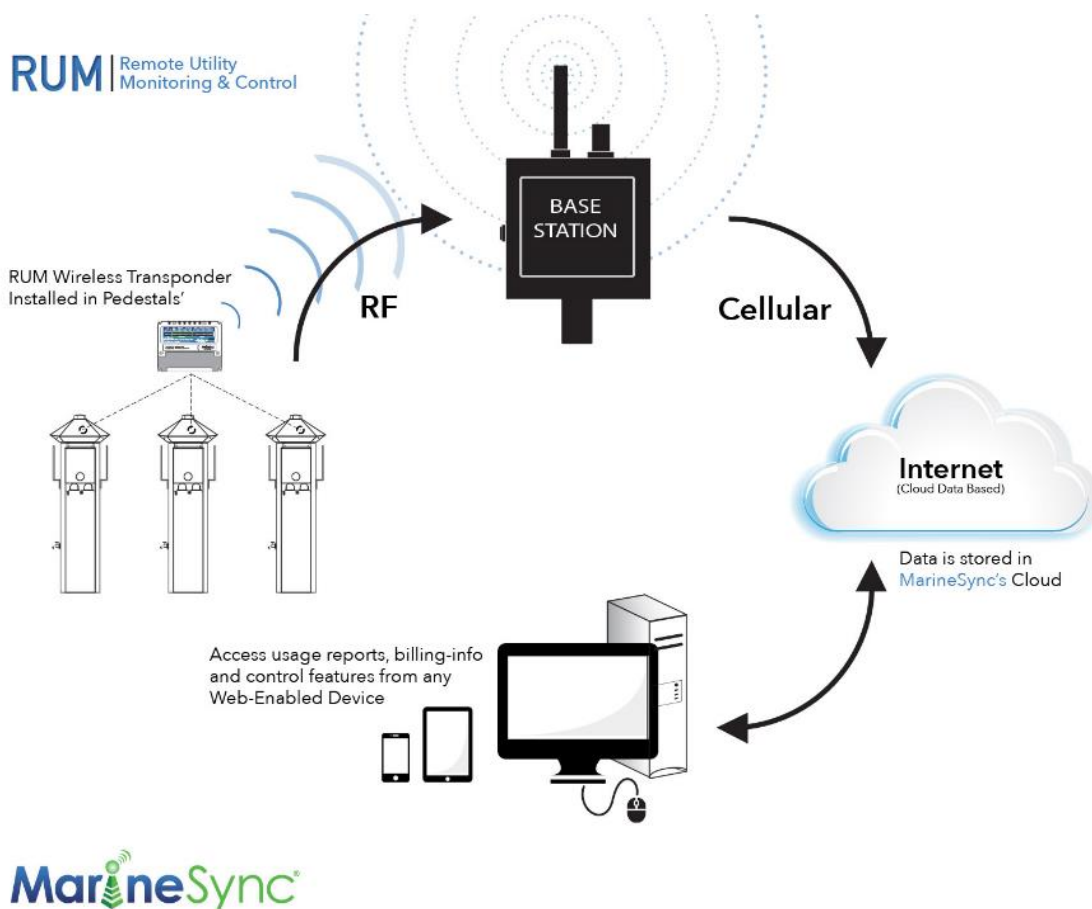 RUM
Remote Utility
Monitoring & Control
BASE
STATION
RUM Wireless Transponder
Installed in Pedestals’
RF
Cellular
Internet
(Cloud Data Based)
Data is stored in
MarineSync's Cloud
Access usage reports, billing-info
and control features from any
Web-Enabled Device
MarineSync®